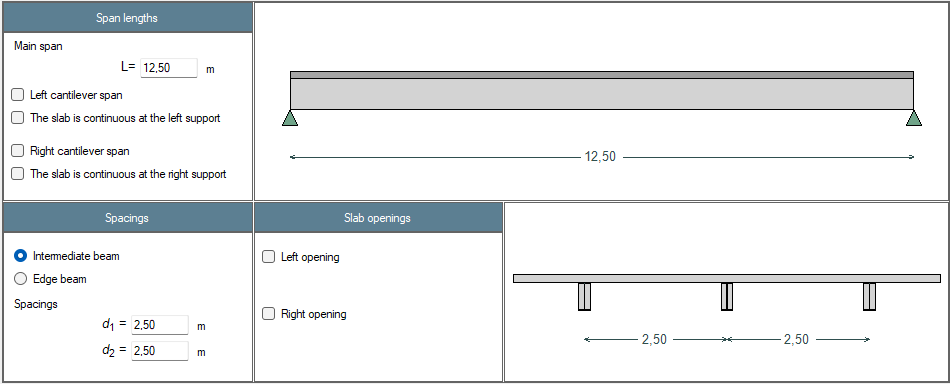 Span lengths
Main span
L= 12,50 m
Left cantilever span
The slab is continuous at the left support
Right cantilever span
The slab is continuous at the right support
12,50
Spacings
Intermediate beam
Edge beam
Spacings
d1 = 2,50 m
d2 = 2,50 m
Slab openings
Left opening
Right opening
2,50 2,50